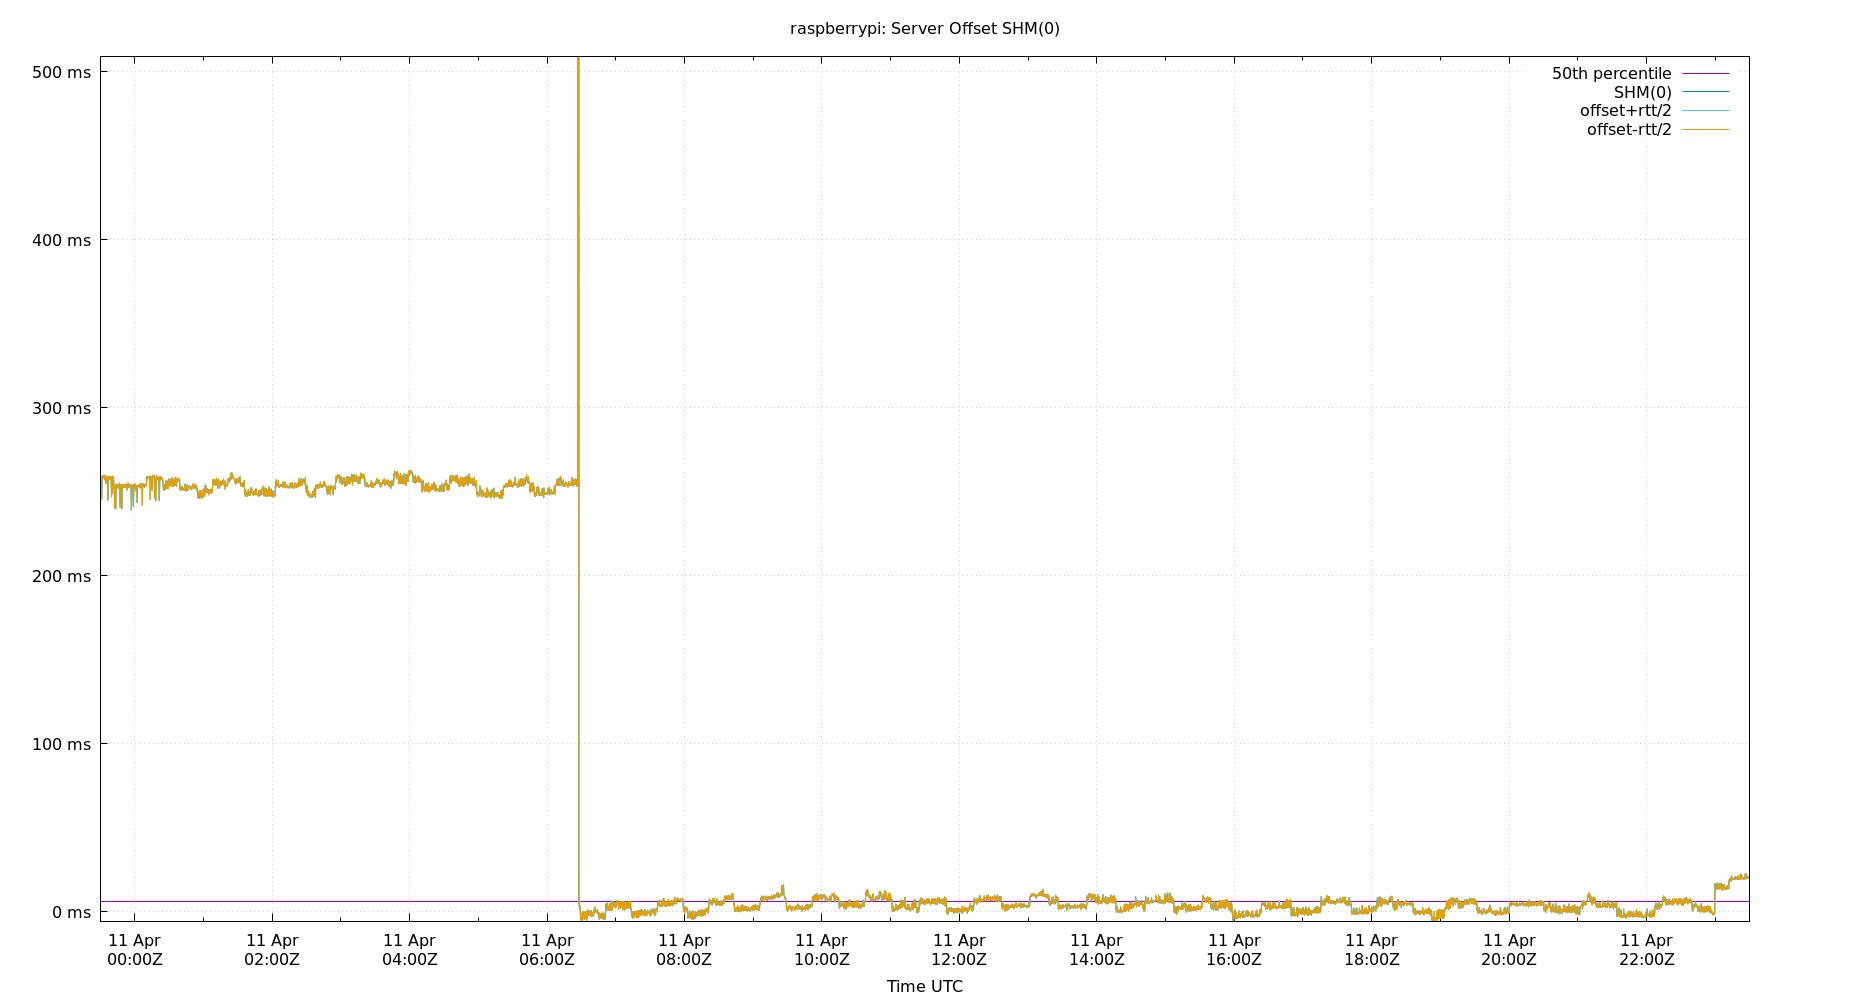 raspberrypi: Server Offset SHM(0)
500 ms
400 ms
300 ms
200 ms
100 ms
0 ms
50th percentile
SHM(0)
offset+rtt/2
offset-rtt/2
11 Apr 11 Apr 11 Apr 11 Apr 11 Apr 11 Apr 11 Apr 11 Apr 11 Apr 11 Apr 11 Apr 11 Apr
00:00Z 02:00Z 04:00Z 06:00Z 08:00Z 10:00Z 12:00Z 14:00Z 16:00Z 18:00Z 20:00Z 22:00Z
Time UTC